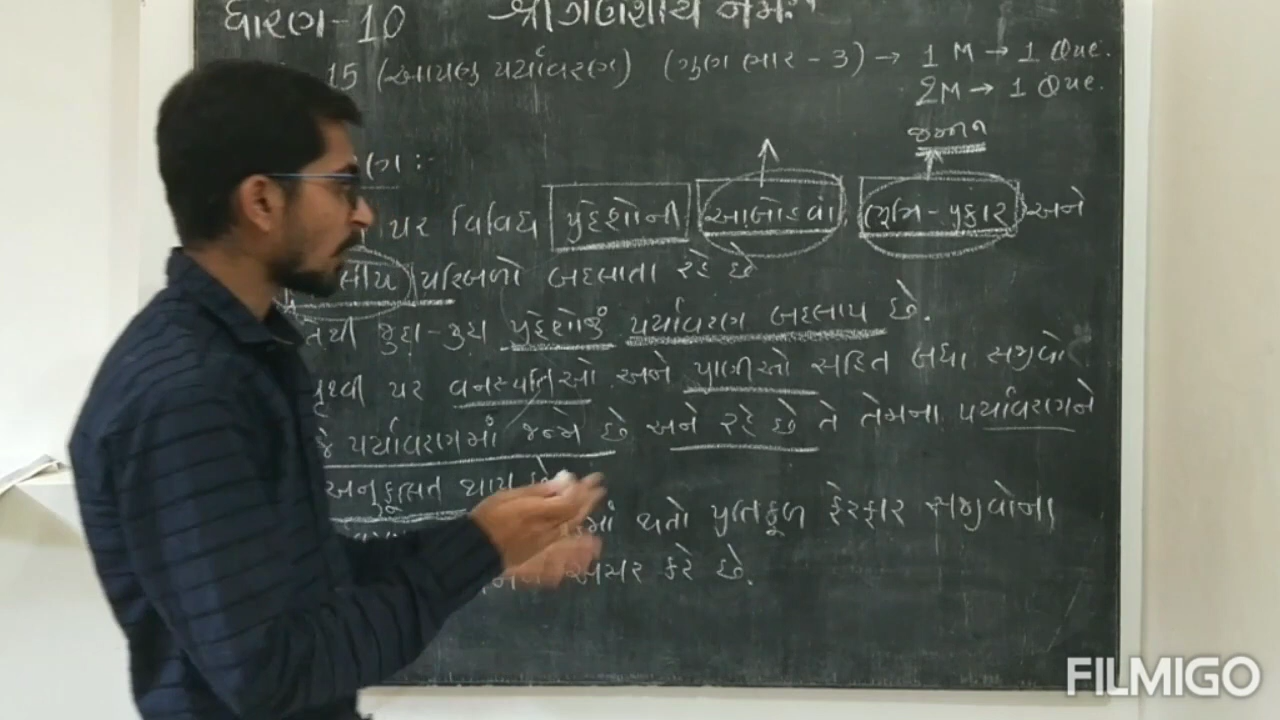 ધોરણ-10 શ્રી ગણેશાય નમઃ
15 (આપણુ પર્યાવરણ) (ગુણભાર - 3) → 1 M → 1 Que.
2M → 1 Que.
જમીન
ણ :-
પર વિવિધ પ્રદેશોની આબોહવા, ભૂમિ-પ્રકાર અને
લીય પરિબળો બદલાતા રહે છે
તેથી જુદા-જુદા પ્રદેશોનું પર્યાવરણ બદલાય છે.
પૃથ્વી પર વનસ્પતિઓ અને પ્રાણીઓ સહિત બધા સજીવો
જે પર્યાવરણમાં જન્મે છે અને રહે છે તે તેમના પર્યાવરણને
અનુકૂલિત થાય છે
માં થતો પ્રતિકૂળ ફેરફાર સજીવોના
અસર કરે છે.
FILMIGO